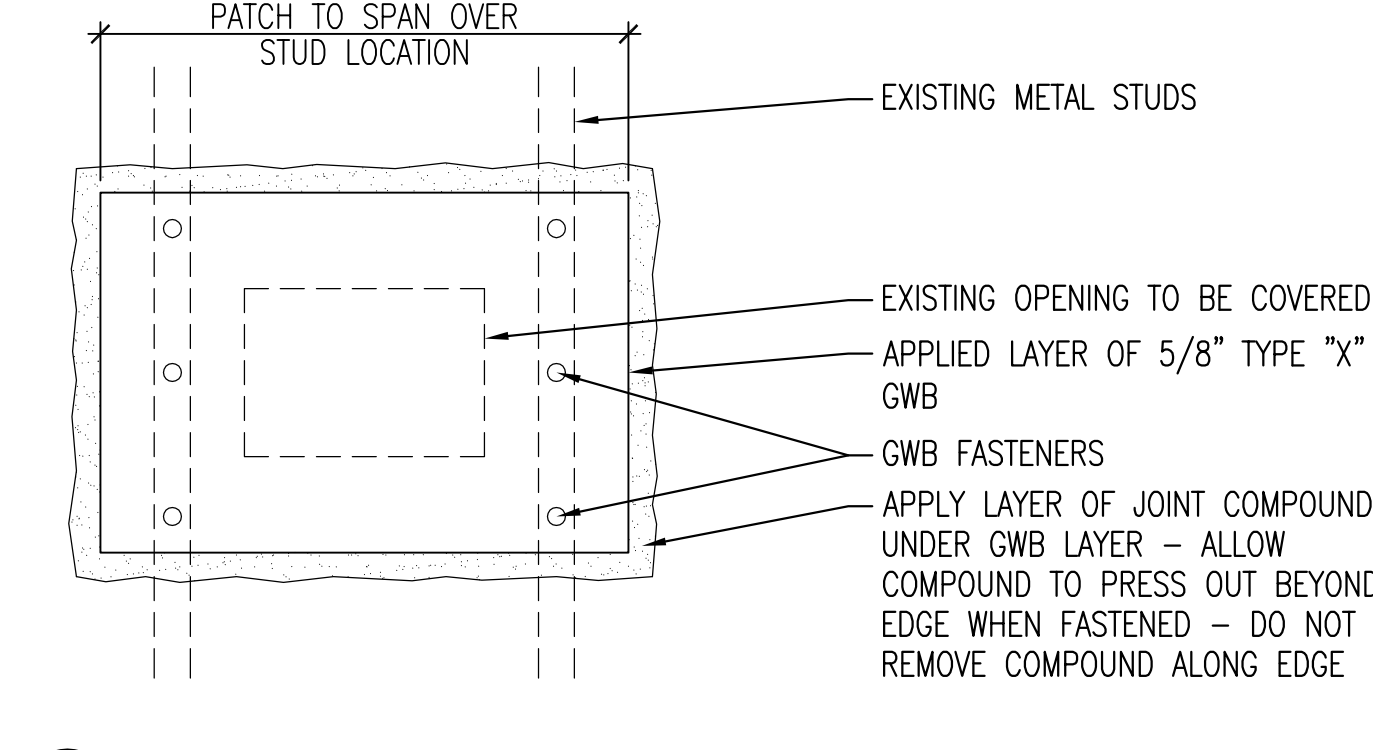 PATCH TO SPAN OVER
STUD LOCATION
EXISTING METAL STUDS
EXISTING OPENING TO BE COVERED
APPLIED LAYER OF 5/8" TYPE "X"
GWB
GWB FASTENERS
APPLY LAYER OF JOINT COMPOUND
UNDER GWB LAYER – ALLOW
COMPOUND TO PRESS OUT BEYOND
EDGE WHEN FASTENED – DO NOT
REMOVE COMPOUND ALONG EDGE